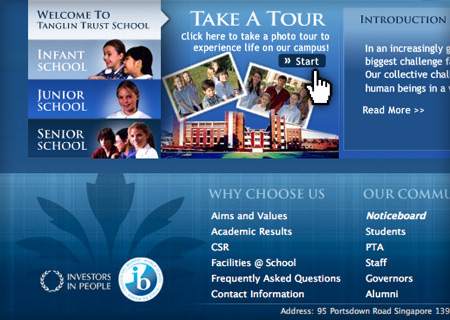 WELCOME TO
TANGLIN TRUST SCHOOL
INFANT
SCHOOL
JUNIOR
SCHOOL
SENIOR
SCHOOL
TAKE A TOUR
Click here to take a photo tour to
experience life on our campus!
» Start
INTRODUCTION
In an increasingly
biggest challenge
Our collective
human beings in a
Read More >>
WHY CHOOSE US
Aims and Values
Academic Results
CSR
Facilities @ School
Frequently Asked Questions
Contact Information
OUR
Noticeboard
Students
PTA
Staff
Governors
Alumni
INVESTORS
IN PEOPLE
ib
Address: 95 Portsdown Road Singapore 139